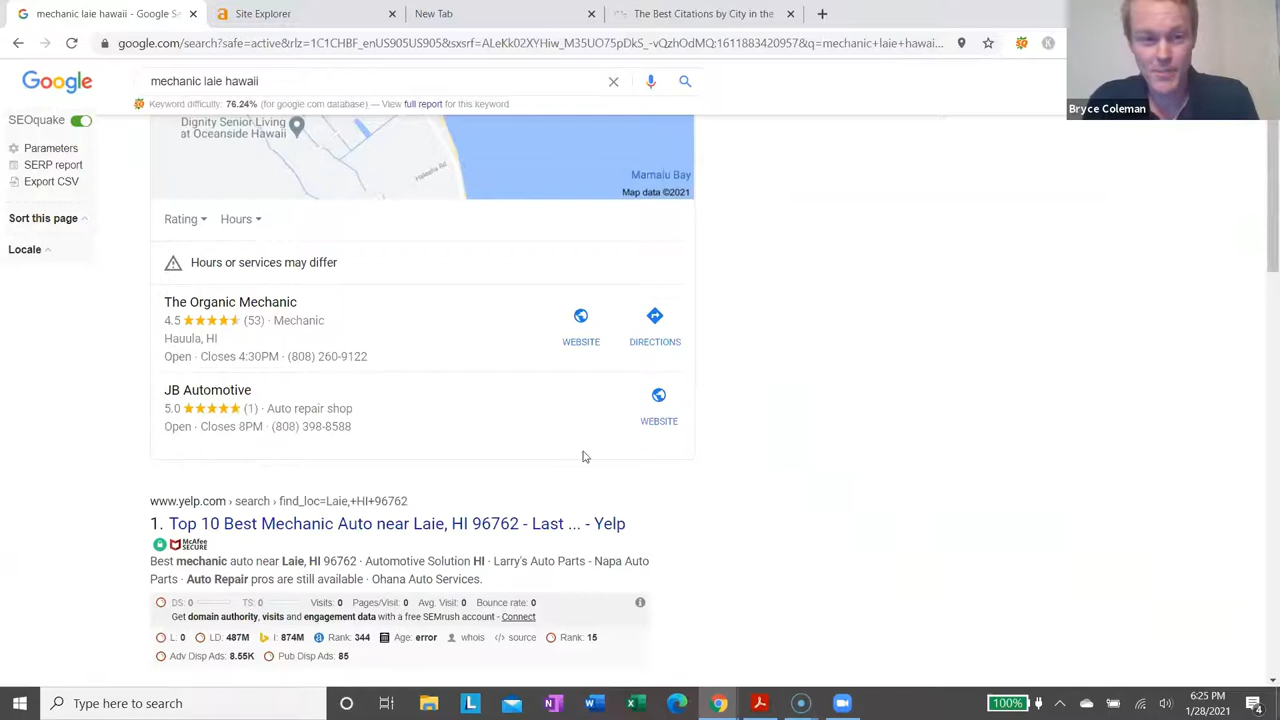 mechanic laie hawaii - Google S
Site Explorer
New Tab
The Best Citations by City in the
google.com/search?safe=active&rlz=1C1CHBF_enUS905US905&sxsrf=ALeKk02XYHiw_M35UO75pDkS_-vQzhOdMQ:1611883420957&q=mechanic+laie+hawai...
Bryce Coleman
Google
mechanic laie hawaii
Keyword difficulty: 76.24% (for google.com database) — View full report for this keyword
SEOquake
Parameters
SERP report
Export CSV
Sort this page
Locale
Dignity Senior Living
at Oceanside Hawaii
Mamalu Bay
Map data ©2021
Rating
Hours
Hours or services may differ
The Organic Mechanic
4.5 (53) · Mechanic
Hauula, HI
Open · Closes 4:30PM · (808) 260-9122
WEBSITE
DIRECTIONS
JB Automotive
5.0 (1) · Auto repair shop
Open · Closes 8PM · (808) 398-8588
WEBSITE
www.yelp.com › search › find_loc=Laie,+HI+96762
1. Top 10 Best Mechanic Auto near Laie, HI 96762 - Last ... - Yelp
McAfee
SECURE
Best mechanic auto near Laie, HI 96762 · Automotive Solution HI · Larry's Auto Parts - Napa Auto
Parts · Auto Repair pros are still available · Ohana Auto Services.
DS: 0 TS: 0 Visits: 0 Pages/Visit: 0 Avg. Visit: 0 Bounce rate: 0
Get domain authority, visits and engagement data with a free SEMrush account - Connect
L: 0 LD: 487M I: 874M Rank: 344 Age: error whois source Rank: 15
Adv Disp Ads: 8.55K Pub Disp Ads: 85
Type here to search
100%
6:25 PM
1/28/2021